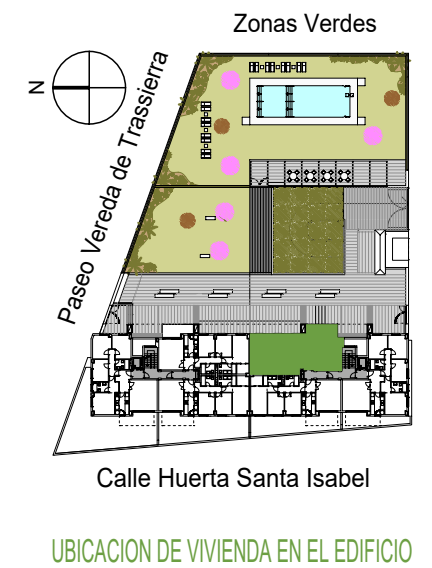 Zonas Verdes
N
Paseo Vereda de Trassierra
Calle Huerta Santa Isabel
UBICACION DE VIVIENDA EN EL EDIFICIO